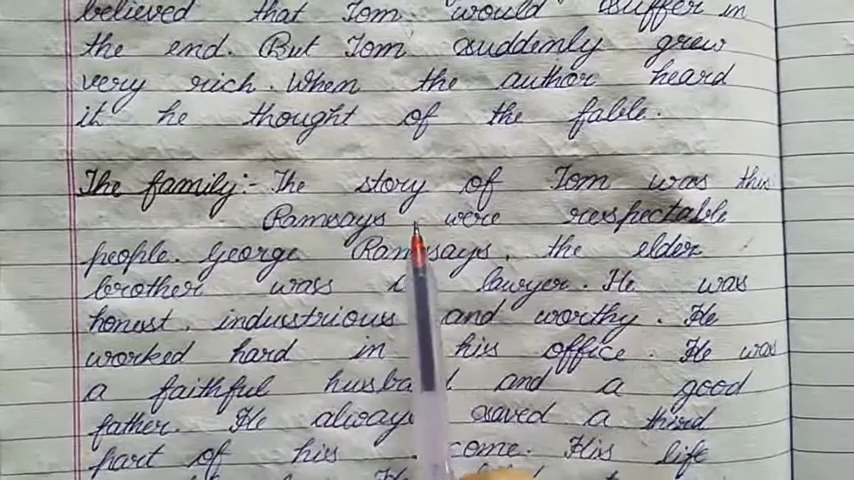 believed that Tom would suffer in
the end. But Tom suddenly grew
very rich. When the author heard
it he thought of the fable.
The family:- The story of Tom was this
Ramsays were respectable
people. George Ramsays, the elder
brother was lawyer. He was
honest, industrious and worthy. He
worked hard in his office. He was
a faithful and a good
father. He always saved a third
part of his His life